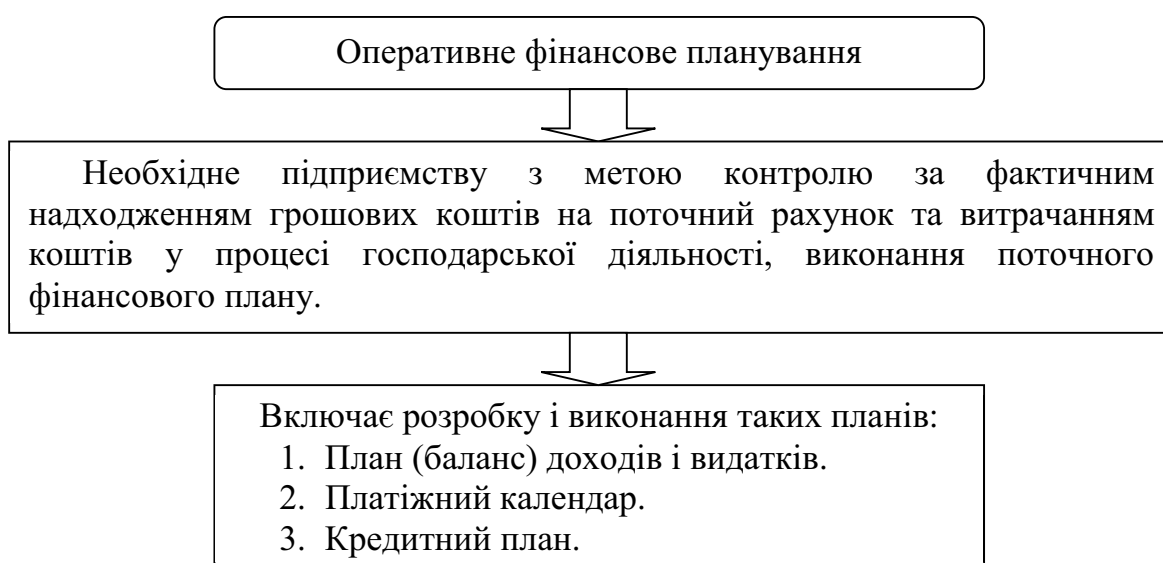 Оперативне фінансове планування
Необхідне підприємству з метою контролю за фактичним
надходженням грошових коштів на поточний рахунок та витрачанням
коштів у процесі господарської діяльності, виконання поточного
фінансового плану.
Включає розробку і виконання таких планів:
1. План (баланс) доходів і видатків.
2. Платіжний календар.
3. Кредитний план.